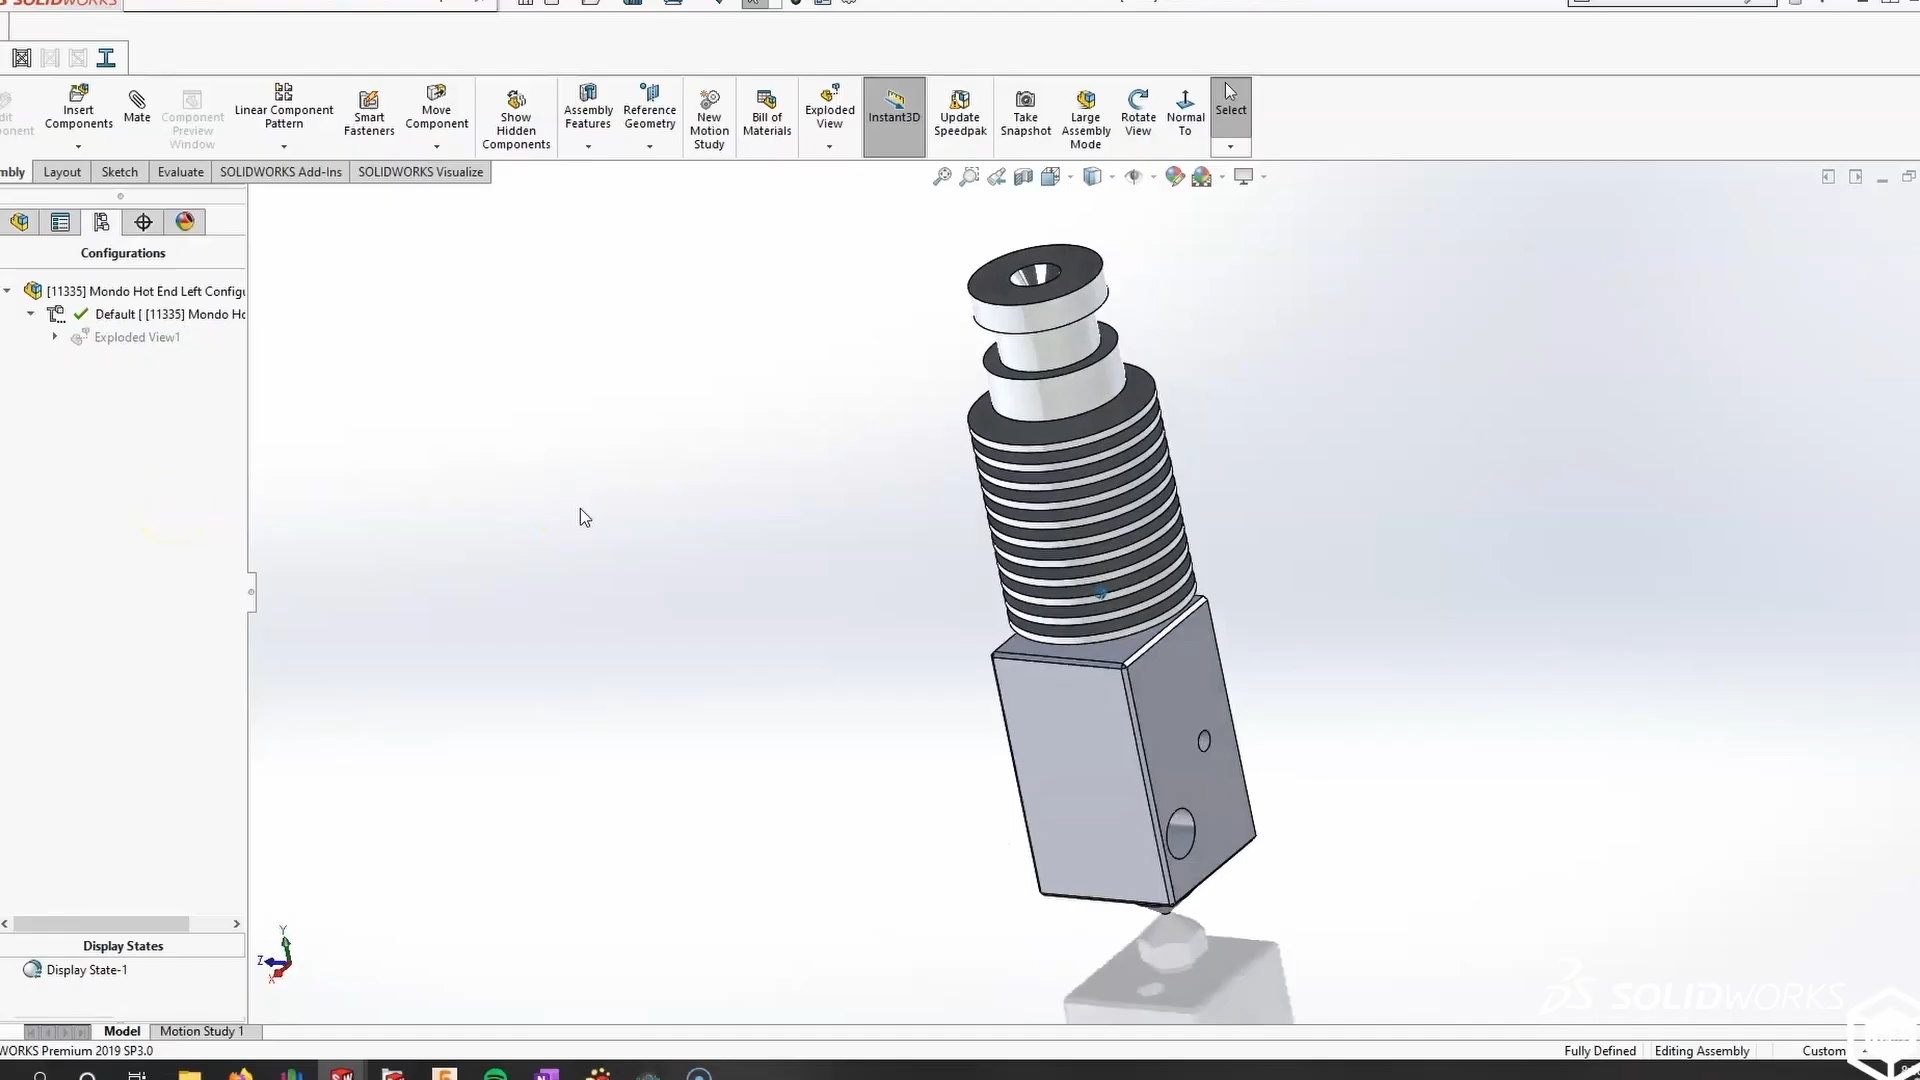 SOLIDWORKS
Insert Components
Mate
Component Preview Window
Linear Component Pattern
Smart Fasteners
Move Component
Show Hidden Components
Assembly Features
Reference Geometry
New Motion Study
Bill of Materials
Exploded View
Instant3D
Update Speedpak
Take Snapshot
Large Assembly Mode
Rotate View
Normal To
Select
mbly
Layout
Sketch
Evaluate
SOLIDWORKS Add-Ins
SOLIDWORKS Visualize
Configurations
[11335] Mondo Hot End Left Configu
Default [ [11335] Mondo Ho
Exploded View1
Display States
Display State-1
Y
Z
X
SOLIDWORKS
Model
Motion Study 1
WORKS Premium 2019 SP3.0
Fully Defined
Editing Assembly
Custom